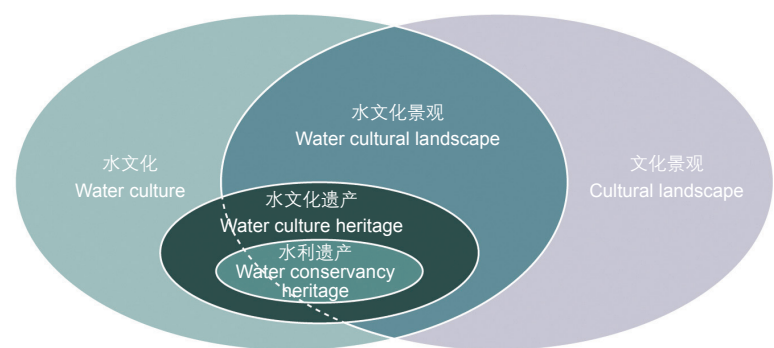 水文化景观
Water cultural landscape
水文化
Water culture
文化景观
Cultural landscape
水文化遗产
Water culture heritage
水利遗产
Water conservancy
heritage